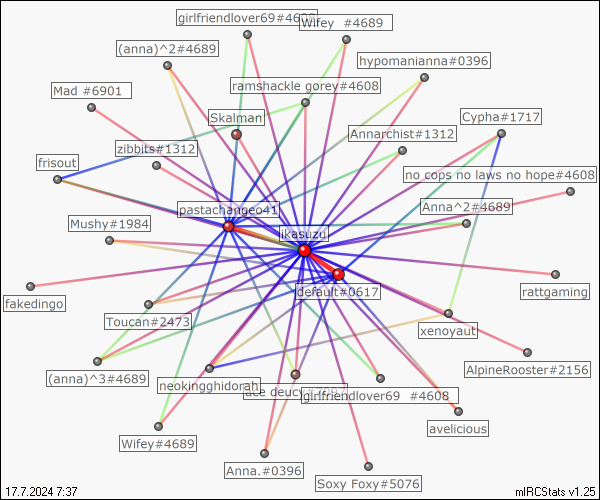 girlfriendlover69#4608
Wifey  #4689
(anna)^2#4689
hypomanianna#0396
Mad #6901
ramshackle gorey#4608
Skalman
Cypha#1717
Annarchist#1312
zibbits#1312
frisout
no cops no laws no hope#4608
pastachangeo41
Anna^2#4689
Mushy#1984
ikasuzu
default#0617
fakedingo
rattgaming
Toucan#2473
xenoyaut
AlpineRooster#2156
(anna)^3#4689
neokingghidorah
ace deucy
girlfriendlover69  #4608
avelicious
Wifey#4689
Anna.#0396
Soxy Foxy#5076
17.7.2024 7:37
mIRCStats v1.25